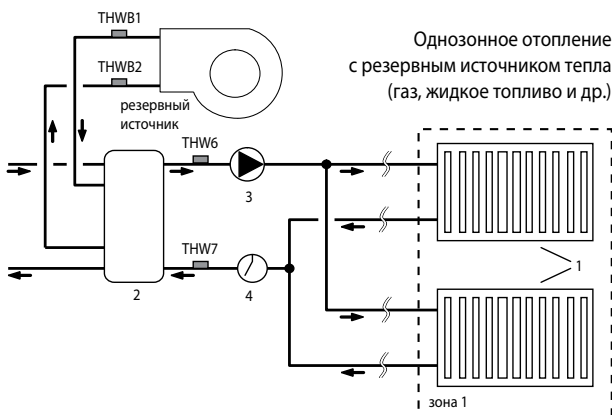 THWB1
THWB2
резервный
источник
Однозонное отопление
с резервным источником тепла
(газ, жидкое топливо и др.)
THW6
3
THW7
2
4
1
зона 1